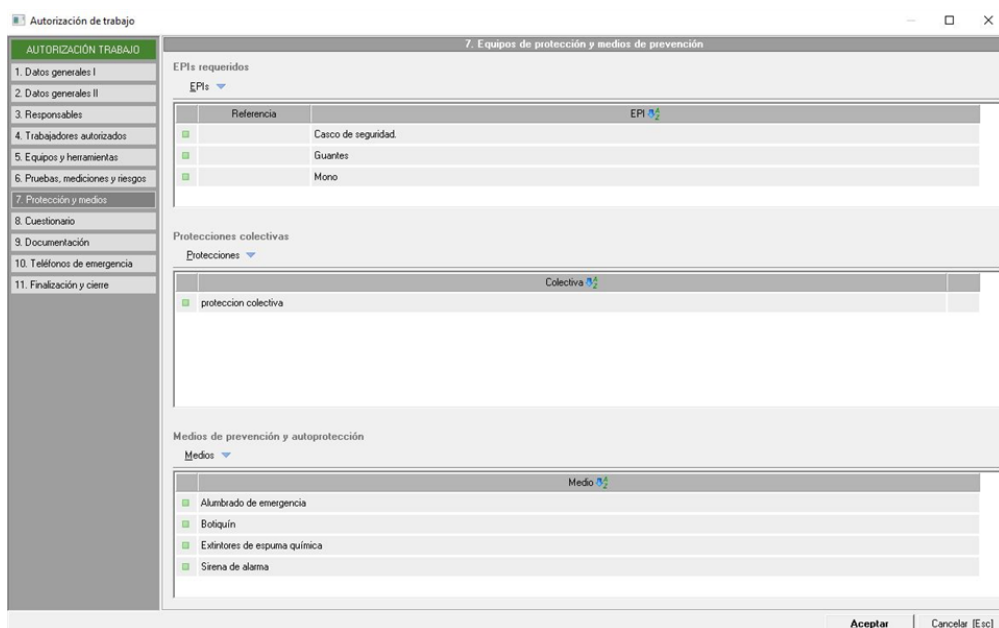 Autorización de trabajo
AUTORIZACIÓN TRABAJO
1. Datos generales I
2. Datos generales II
3. Responsables
4. Trabajadores autorizados
5. Equipos y herramientas
6. Pruebas, mediciones y riesgos
7. Protección y medios
8. Cuestionario
9. Documentación
10. Teléfonos de emergencia
11. Finalización y cierre
7. Equipos de protección y medios de prevención
EPIs requeridos
EPIs
Referencia EPI
Casco de seguridad.
Guantes
Mono
Protecciones colectivas
Protecciones
Colectiva
proteccion colectiva
Medios de prevención y autoprotección
Medios
Medio
Alumbrado de emergencia
Botiquín
Extintores de espuma química
Sirena de alarma
Aceptar Cancelar [Esc]